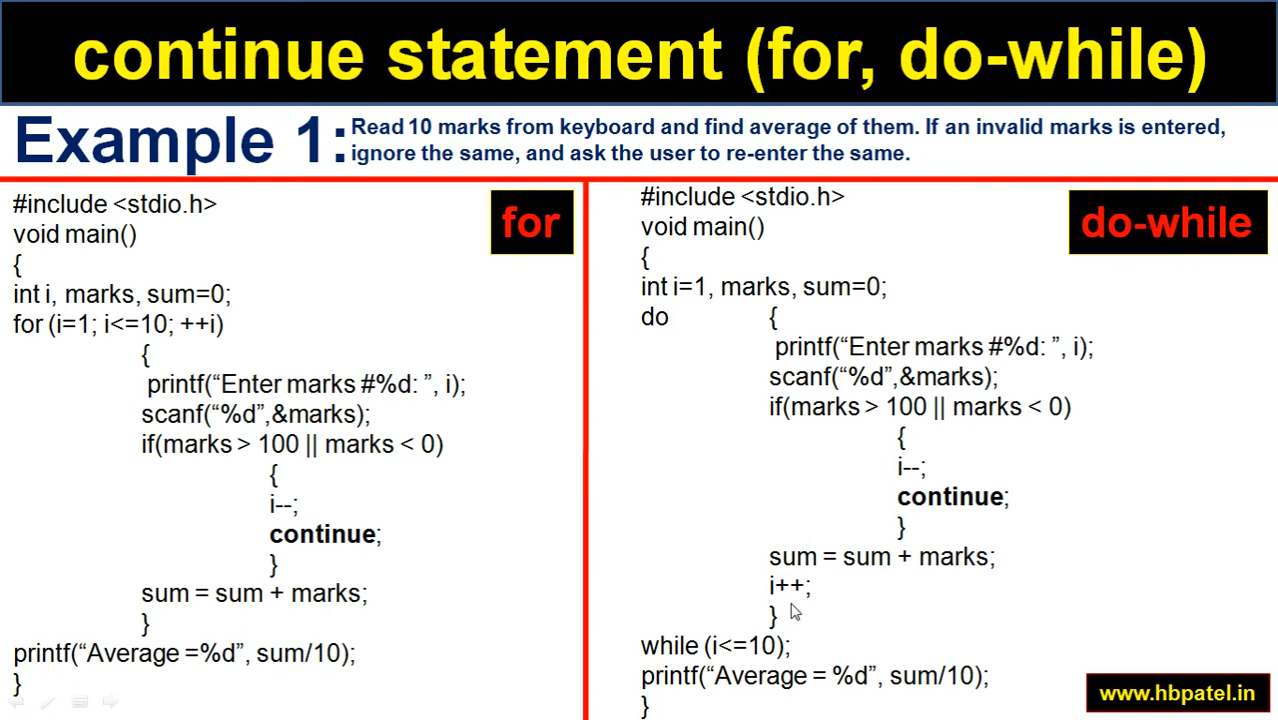 continue statement (for, do-while)
Example 1:
Read 10 marks from keyboard and find average of them. If an invalid marks is entered,
ignore the same, and ask the user to re-enter the same.
for
#include <stdio.h>
void main()
{
int i, marks, sum=0;
for (i=1; i<=10; ++i)
{
printf(“Enter marks #%d: ”, i);
scanf(“%d”,&marks);
if(marks > 100 || marks < 0)
{
i--;
continue;
}
sum = sum + marks;
}
printf(“Average =%d”, sum/10);
}
do-while
#include <stdio.h>
void main()
{
int i=1, marks, sum=0;
do {
printf(“Enter marks #%d: ”, i);
scanf(“%d”,&marks);
if(marks > 100 || marks < 0)
{
i--;
continue;
}
sum = sum + marks;
i++;
}
while (i<=10);
printf(“Average = %d”, sum/10);
}
www.hbpatel.in